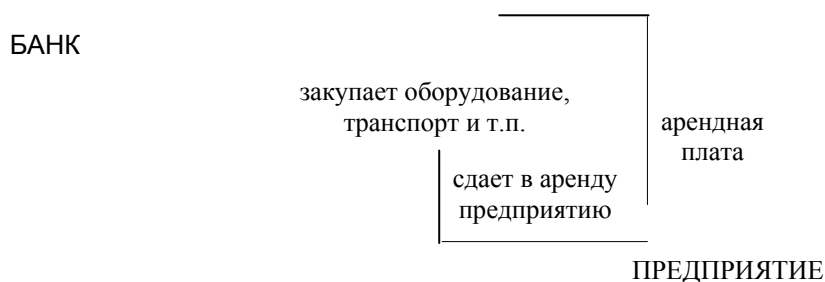 БАНК
закупает оборудование,
транспорт и т.п.
арендная
плата
сдает в аренду
предприятию
ПРЕДПРИЯТИЕ